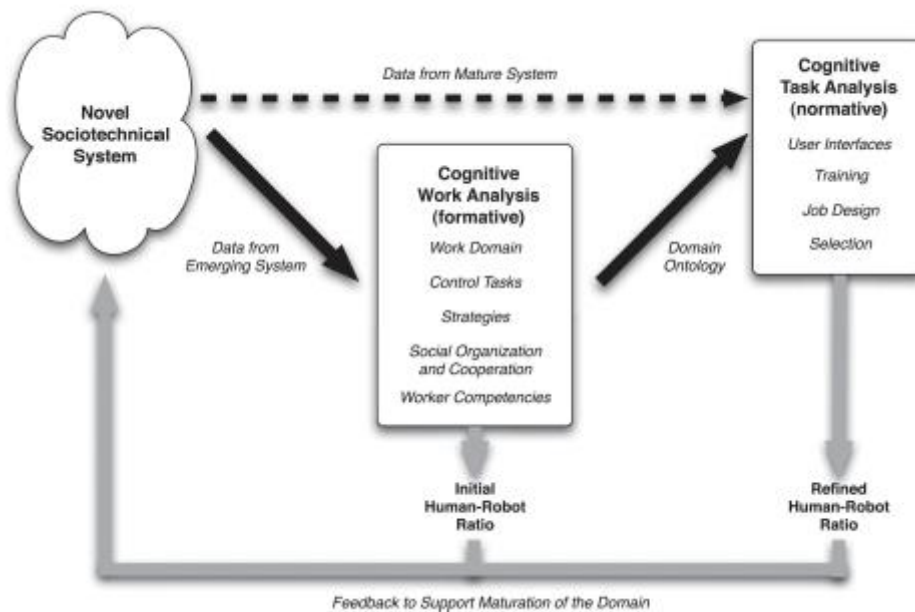 Novel
Sociotechnical
System
Data from Mature System
Cognitive
Task Analysis
(normative)
User Interfaces
Training
Job Design
Selection
Data from
Emerging System
Cognitive
Work Analysis
(formative)
Work Domain
Control Tasks
Strategies
Social Organization
and Cooperation
Worker Competencies
Domain
Ontology
Initial
Human-Robot
Ratio
Refined
Human-Robot
Ratio
Feedback to Support Maturation of the Domain